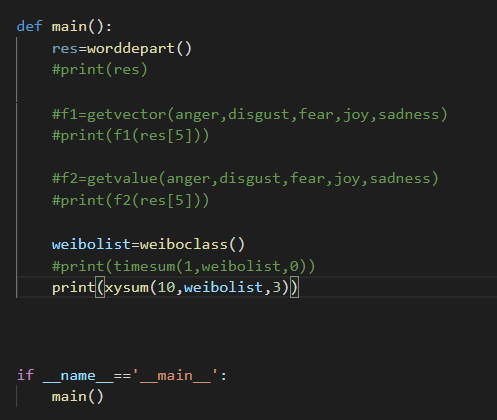 def main():
    res=worddepart()
    #print(res)

    #f1=getvector(anger,disgust,fear,joy,sadness)
    #print(f1(res[5]))

    #f2=getvalue(anger,disgust,fear,joy,sadness)
    #print(f2(res[5]))

    weibolist=weiboclass()
    #print(timesum(1,weibolist,0))
    print(xysum(10,weibolist,3))

if __name__=='__main__':
    main()